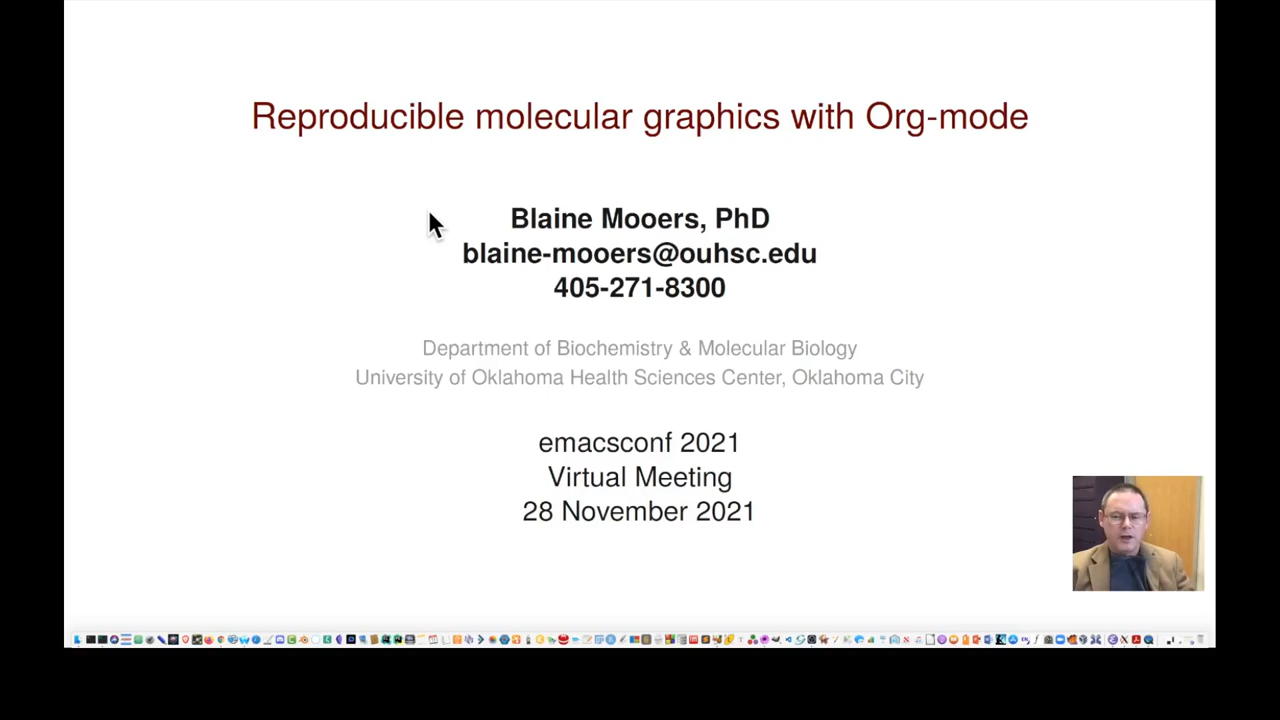 Reproducible molecular graphics with Org-mode
Blaine Mooers, PhD
blaine-mooers@ouhsc.edu
405-271-8300
Department of Biochemistry & Molecular Biology
University of Oklahoma Health Sciences Center, Oklahoma City
emacsconf 2021
Virtual Meeting
28 November 2021